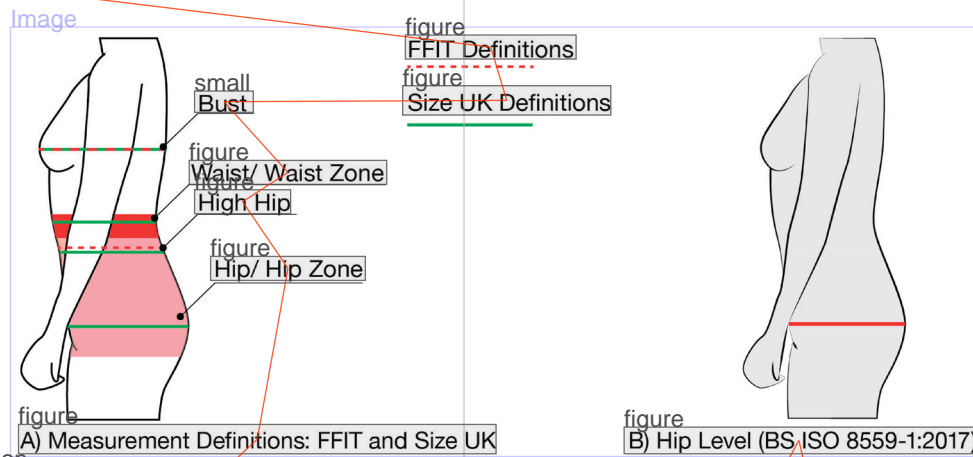 Image
figure
FFIT Definitions
figure
Size UK Definitions
small
Bust
figure
Waist/ Waist Zone
figure
High Hip
figure
Hip/ Hip Zone
figure
A) Measurement Definitions: FFIT and Size UK
figure
B) Hip Level (BS ISO 8559-1:2017)